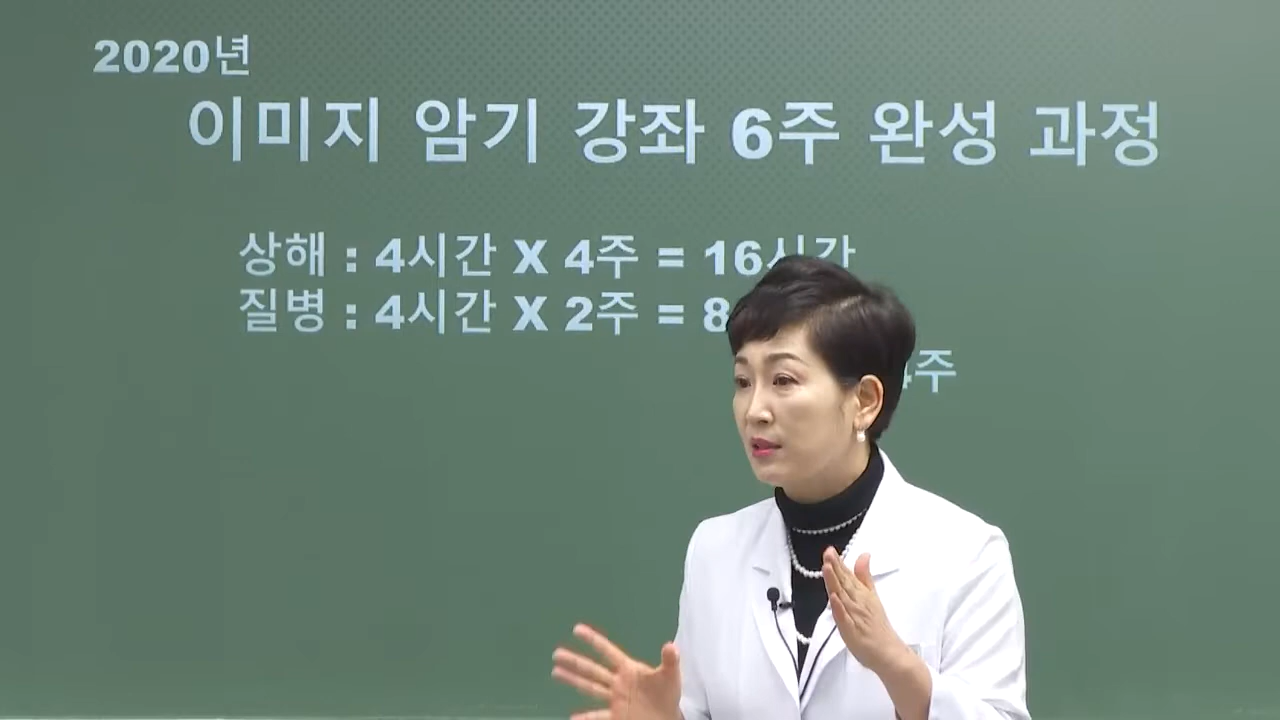 2020년
이미지 암기 강좌 6주 완성 과정
상해 : 4시간 X 4주 = 16시간
질병 : 4시간 X 2주 = 8
주